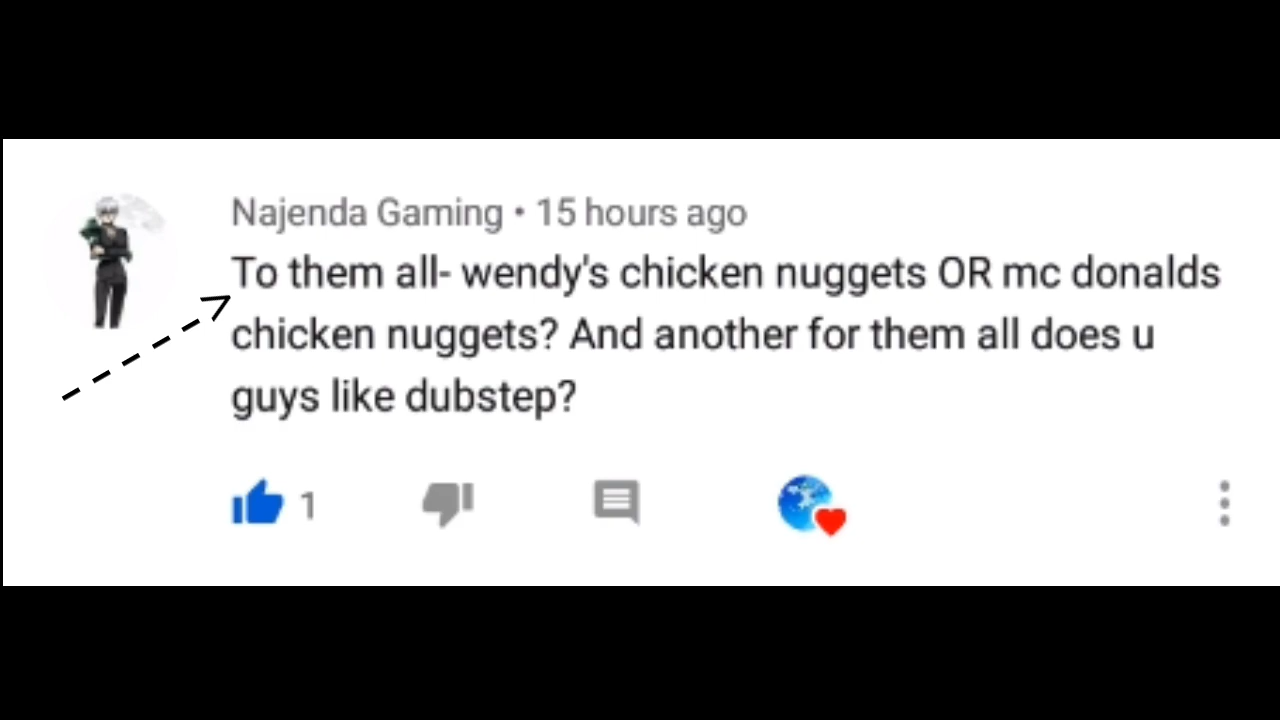 Najenda Gaming • 15 hours ago
To them all- wendy's chicken nuggets OR mc donalds
chicken nuggets? And another for them all does u
guys like dubstep?
1